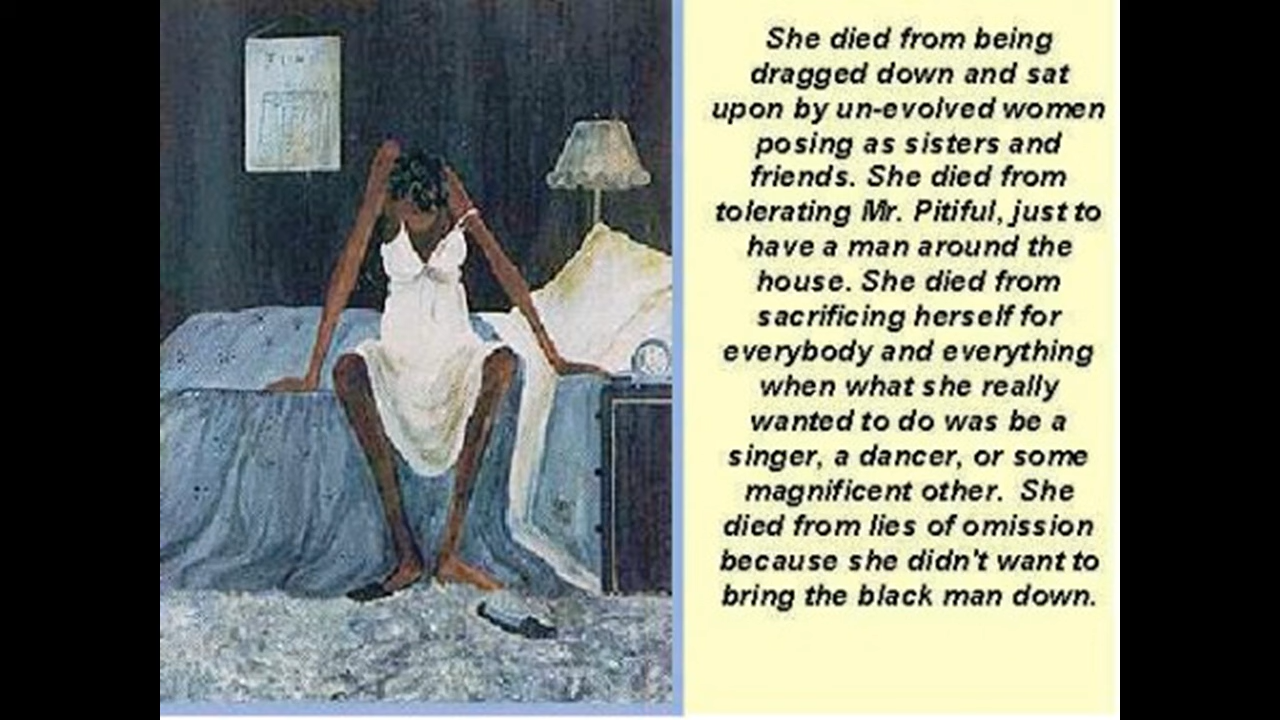 JUNE
She died from being
dragged down and sat
upon by un-evolved women
posing as sisters and
friends. She died from
tolerating Mr. Pitiful, just to
have a man around the
house. She died from
sacrificing herself for
everybody and everything
when what she really
wanted to do was be a
singer, a dancer, or some
magnificent other. She
died from lies of omission
because she didn't want to
bring the black man down.